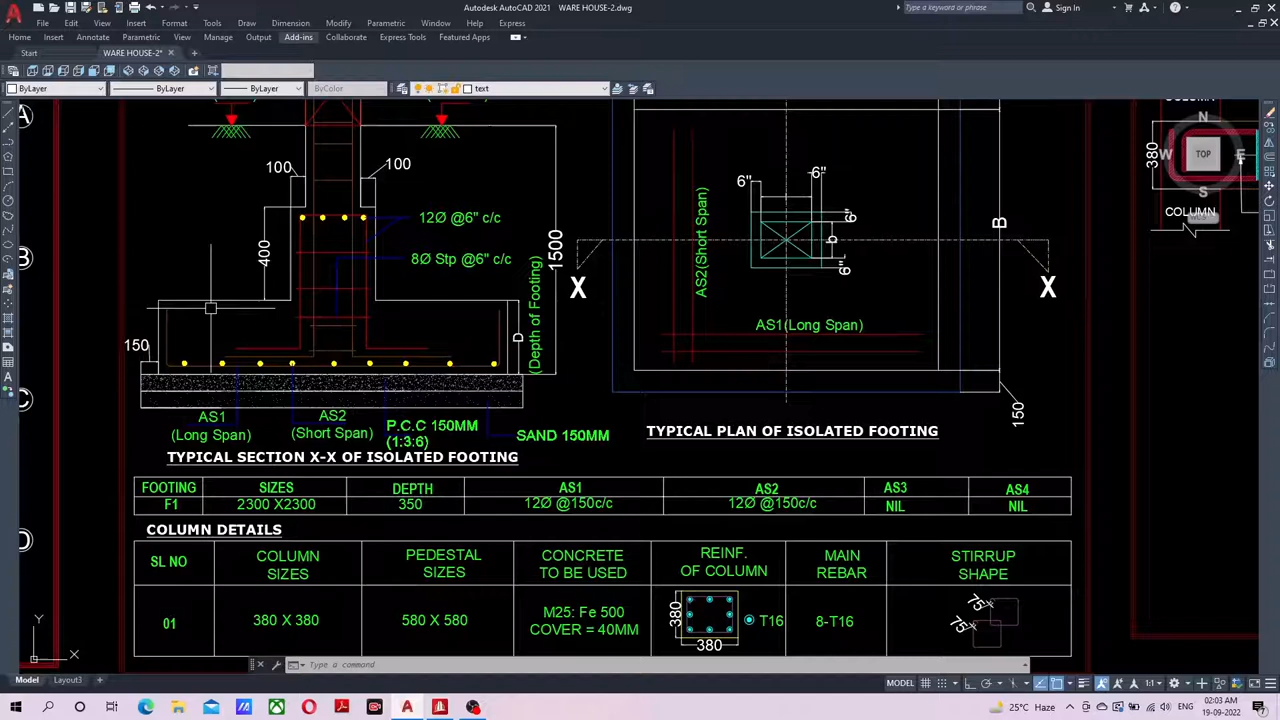 Autodesk AutoCAD 2021 WARE HOUSE-2.dwg
Type a keyword or phrase
Sign In
File Edit View Insert Format Tools Draw Dimension Modify Parametric Window Help Express
Home Insert Annotate Parametric View Manage Output Add-ins Collaborate Express Tools Featured Apps
Start WARE HOUSE-2*
ByLayer ByLayer ByLayer ByColor text
A
B
C
D
100
100
12Ø @6" c/c
8Ø Stp @6" c/c
400
1500
(Depth of Footing)
D
150
AS1
(Long Span)
AS2
(Short Span)
P.C.C 150MM
(1:3:6)
SAND 150MM
TYPICAL SECTION X-X OF ISOLATED FOOTING
6"
6"
6"
b
6"
AS2(Short Span)
AS1(Long Span)
X
X
B
150
TYPICAL PLAN OF ISOLATED FOOTING
380
COLUMN
N
W TOP E
S
FOOTING SIZES DEPTH AS1 AS2 AS3 AS4
F1 2300 X2300 350 12Ø @150c/c 12Ø @150c/c NIL NIL
COLUMN DETAILS
SL NO COLUMN SIZES PEDESTAL SIZES CONCRETE TO BE USED REINF. OF COLUMN MAIN REBAR STIRRUP SHAPE
01 380 X 380 580 X 580 M25: Fe 500 COVER = 40MM 380 380 T16 8-T16 75 75
Y
X
Type a command
Model Layout3 +
MODEL 1:1
25°C Haze ENG 02:03 AM
19-09-2022